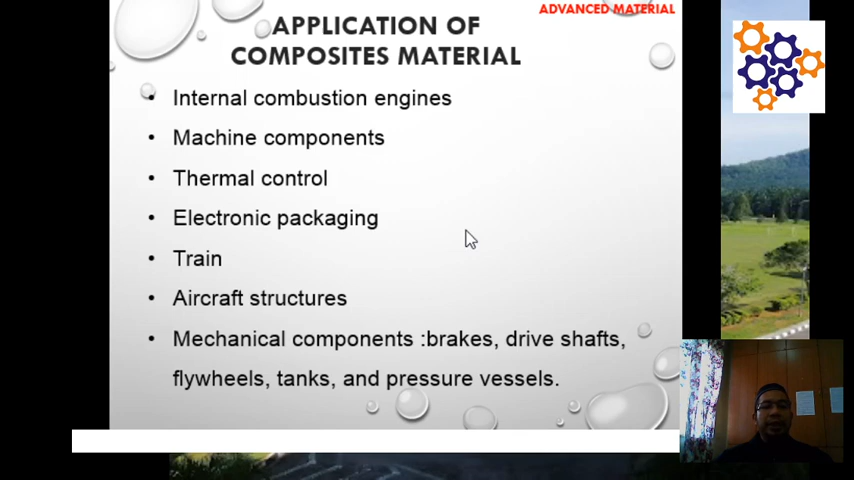 ADVANCED MATERIAL
APPLICATION OF
COMPOSITES MATERIAL
• Internal combustion engines
• Machine components
• Thermal control
• Electronic packaging
• Train
• Aircraft structures
• Mechanical components :brakes, drive shafts,
flywheels, tanks, and pressure vessels.